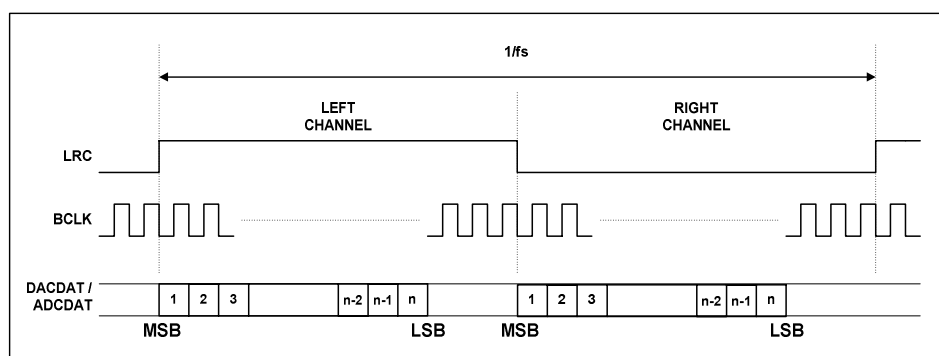 1/fs
LEFT
CHANNEL
RIGHT
CHANNEL
LRC
BCLK
DACDAT /
ADCDAT
1 2 3 n-2 n-1 n 1 2 3 n-2 n-1 n
MSB LSB MSB LSB